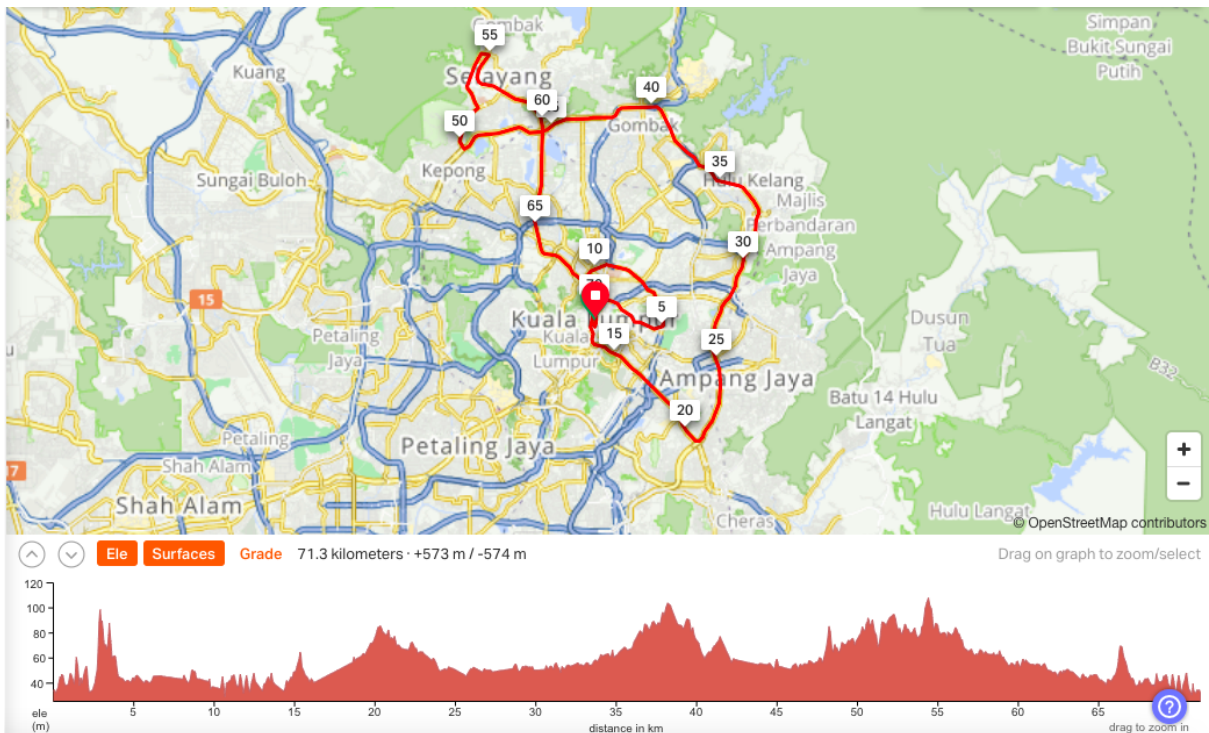 Gombak
Simpan
Bukit Sungai
Putih
55
Kuang
Selayang
40
60
50
Gombak
Kepong
35
Sungai Buloh
Hulu Kelang
Majlis
Perbandaran
Ampang
Jaya
65
30
10
70
15
5
Kuala Lumpur
Dusun
Tua
Petaling
Jaya
Kuala
Lumpur
15
25
B32
Ampang Jaya
Batu 14 Hulu
Langat
20
Petaling
Petaling Jaya
Shah Alam
17
Shah Alam
Cheras
Hulu Langat
+
−
© OpenStreetMap contributors
Ele
Surfaces
Grade
71.3 kilometers · +573 m / -574 m
Drag on graph to zoom/select
120
100
80
60
40
ele
(m)
5 10 15 20 25 30 35 40 45 50 55 60 65
distance in km
drag to zoom in
?